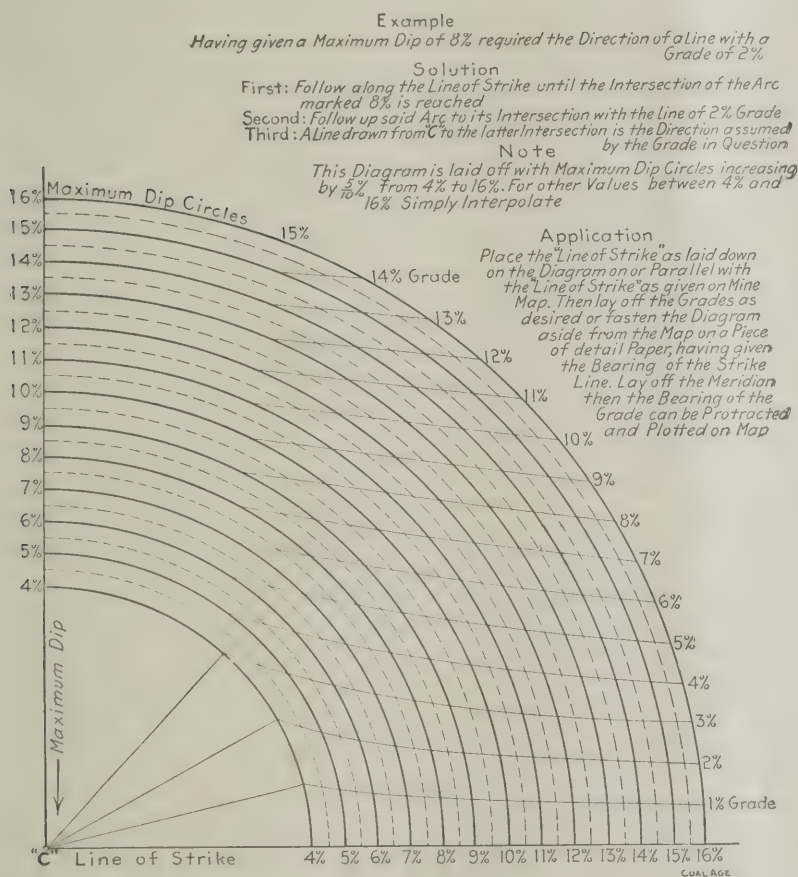 Example
Having given a Maximum Dip of 8% required the Direction of a Line with a
Grade of 2%
Solution
First: Follow along the Line of Strike until the Intersection of the Arc
marked 8% is reached
Second: Follow up said Arc to its Intersection with the Line of 2% Grade
Third: A Line drawn from "C" to the latter Intersection is the Direction assumed
by the Grade in Question
Note
This Diagram is laid off with Maximum Dip Circles increasing
by 5/10% from 4% to 16%. For other Values between 4% and
16% Simply Interpolate
Application
Place the "Line of Strike" as laid down
on the Diagram on or Parallel with
the "Line of Strike" as given on Mine
Map. Then lay off the Grades as
desired or fasten the Diagram
aside from the Map on a Piece
of detail Paper, having given
the Bearing of the Strike
Line. Lay off the Meridian
then the Bearing of the
Grade can be Protracted
and Plotted on Map
Maximum Dip Circles
16%
15%
14%
13%
12%
11%
10%
9%
8%
7%
6%
5%
4%
15%
14% Grade
13%
12%
11%
10%
9%
8%
7%
6%
5%
4%
3%
2%
1% Grade
Maximum Dip
"C" Line of Strike 4% 5% 6% 7% 8% 9% 10% 11% 12% 13% 14% 15% 16%
COAL AGE